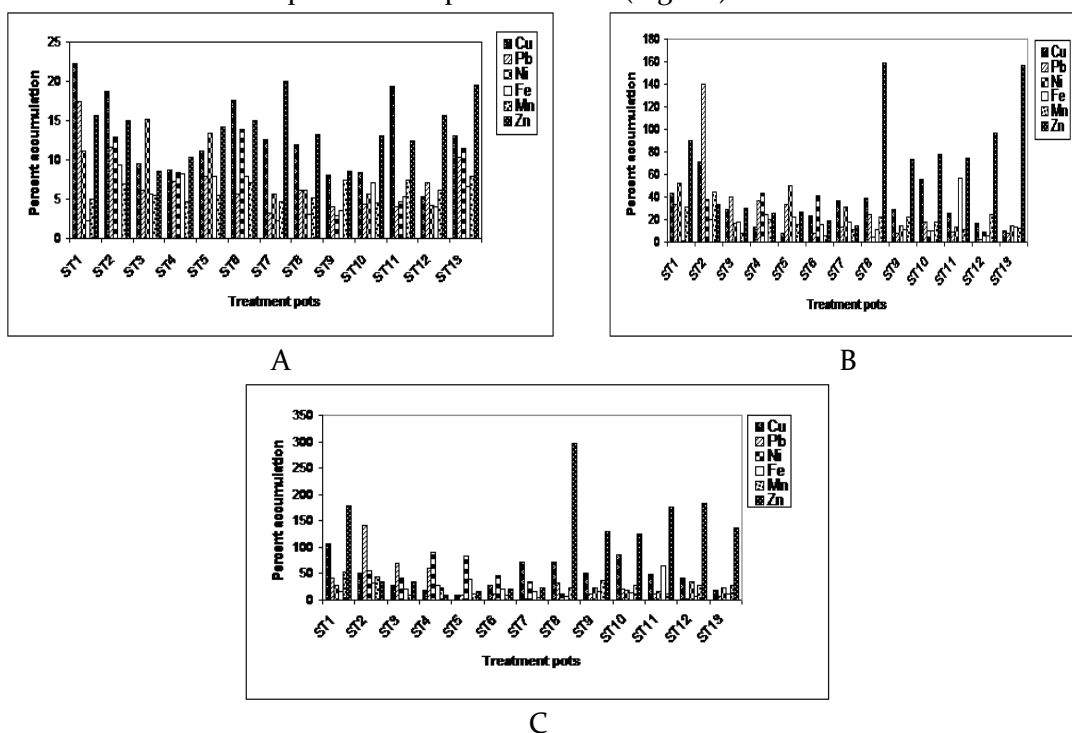 25
20
15
10
5
0
Percent accumulation
ST1 ST2 ST3 ST4 ST5 ST6 ST7 ST8 ST9 ST10 ST11 ST12 ST13
Treatment pots
Cu
Pb
Ni
Fe
Mn
Zn
A
180
160
140
120
100
80
60
40
20
0
Percent accumulation
ST1 ST2 ST3 ST4 ST5 ST6 ST7 ST8 ST9 ST10 ST11 ST12 ST13
Treatment pots
Cu
Pb
Ni
Fe
Mn
Zn
B
350
300
250
200
150
100
50
0
Percent accumulation
ST1 ST2 ST3 ST4 ST5 ST6 ST7 ST8 ST9 ST10 ST11 ST12 ST13
Treatment pots
Cu
Pb
Ni
Fe
Mn
Zn
C